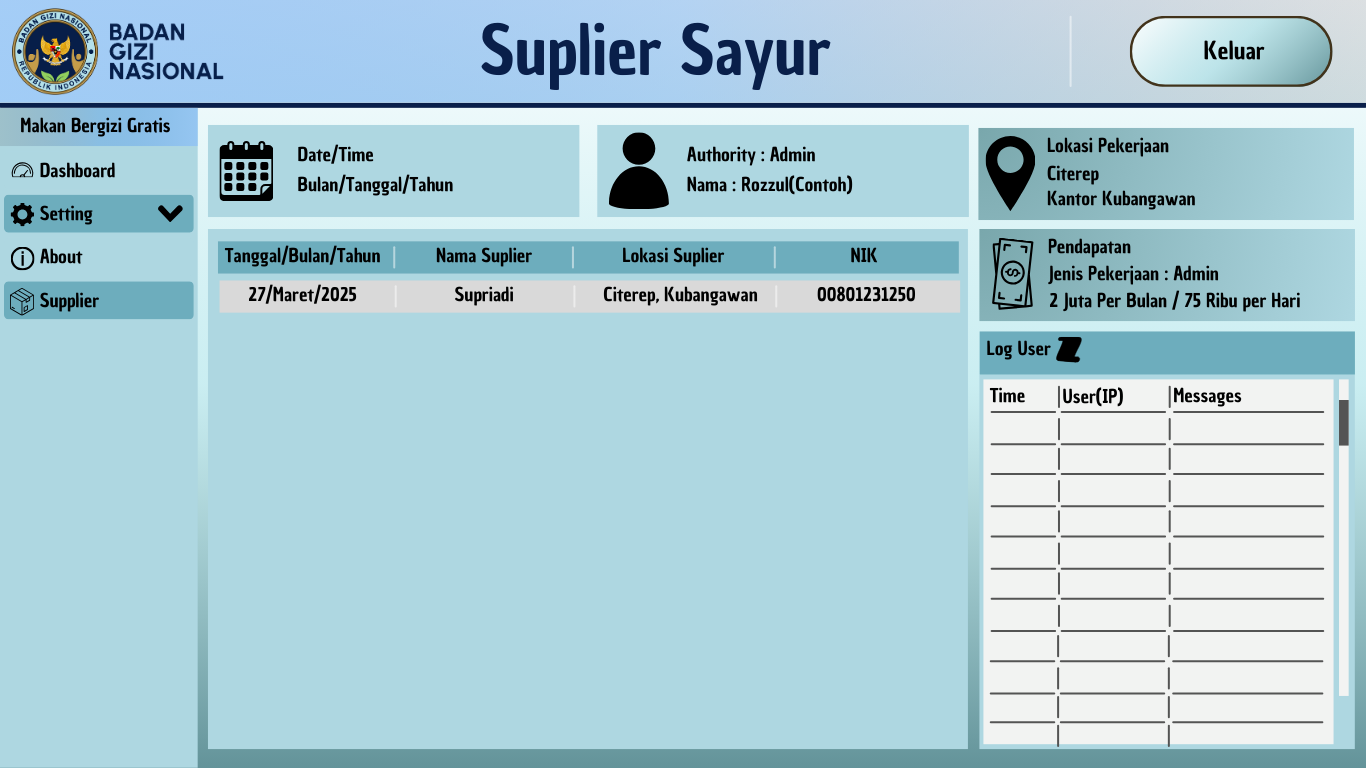 BADAN GIZI NASIONAL
REPUBLIK INDONESIA
BADAN
GIZI
NASIONAL
Suplier Sayur
Keluar
Makan Bergizi Gratis
Dashboard
Setting
About
Supplier
Date/Time
Bulan/Tanggal/Tahun
Authority : Admin
Nama : Rozzul(Contoh)
Lokasi Pekerjaan
Citerep
Kantor Kubangawan
Pendapatan
Jenis Pekerjaan : Admin
2 Juta Per Bulan / 75 Ribu per Hari
Tanggal/Bulan/Tahun Nama Suplier Lokasi Suplier NIK
27/Maret/2025 Supriadi Citerep, Kubangawan 00801231250
Log User
Time User(IP) Messages